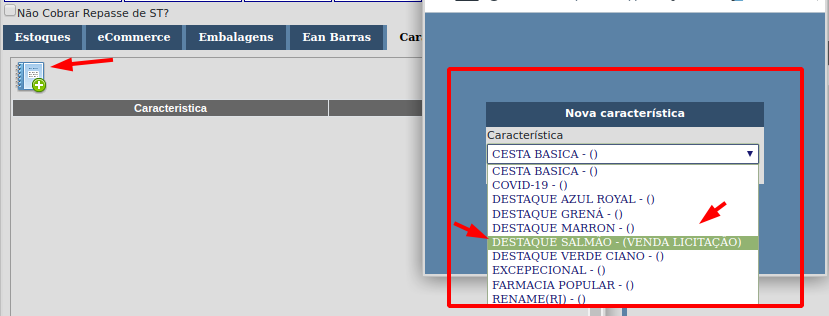 Não Cobrar Repasse de ST?
Estoques eCommerce Embalagens Ean Barras Car
Caracteristica
Nova característica
Característica
CESTA BASICA - ()
CESTA BASICA - ()
COVID-19 - ()
DESTAQUE AZUL ROYAL - ()
DESTAQUE GRENÁ - ()
DESTAQUE MARRON - ()
DESTAQUE SALMAO - (VENDA LICITAÇÃO)
DESTAQUE VERDE CIANO - ()
EXCEPECIONAL - ()
FARMACIA POPULAR - ()
RENAME(RJ) - ()